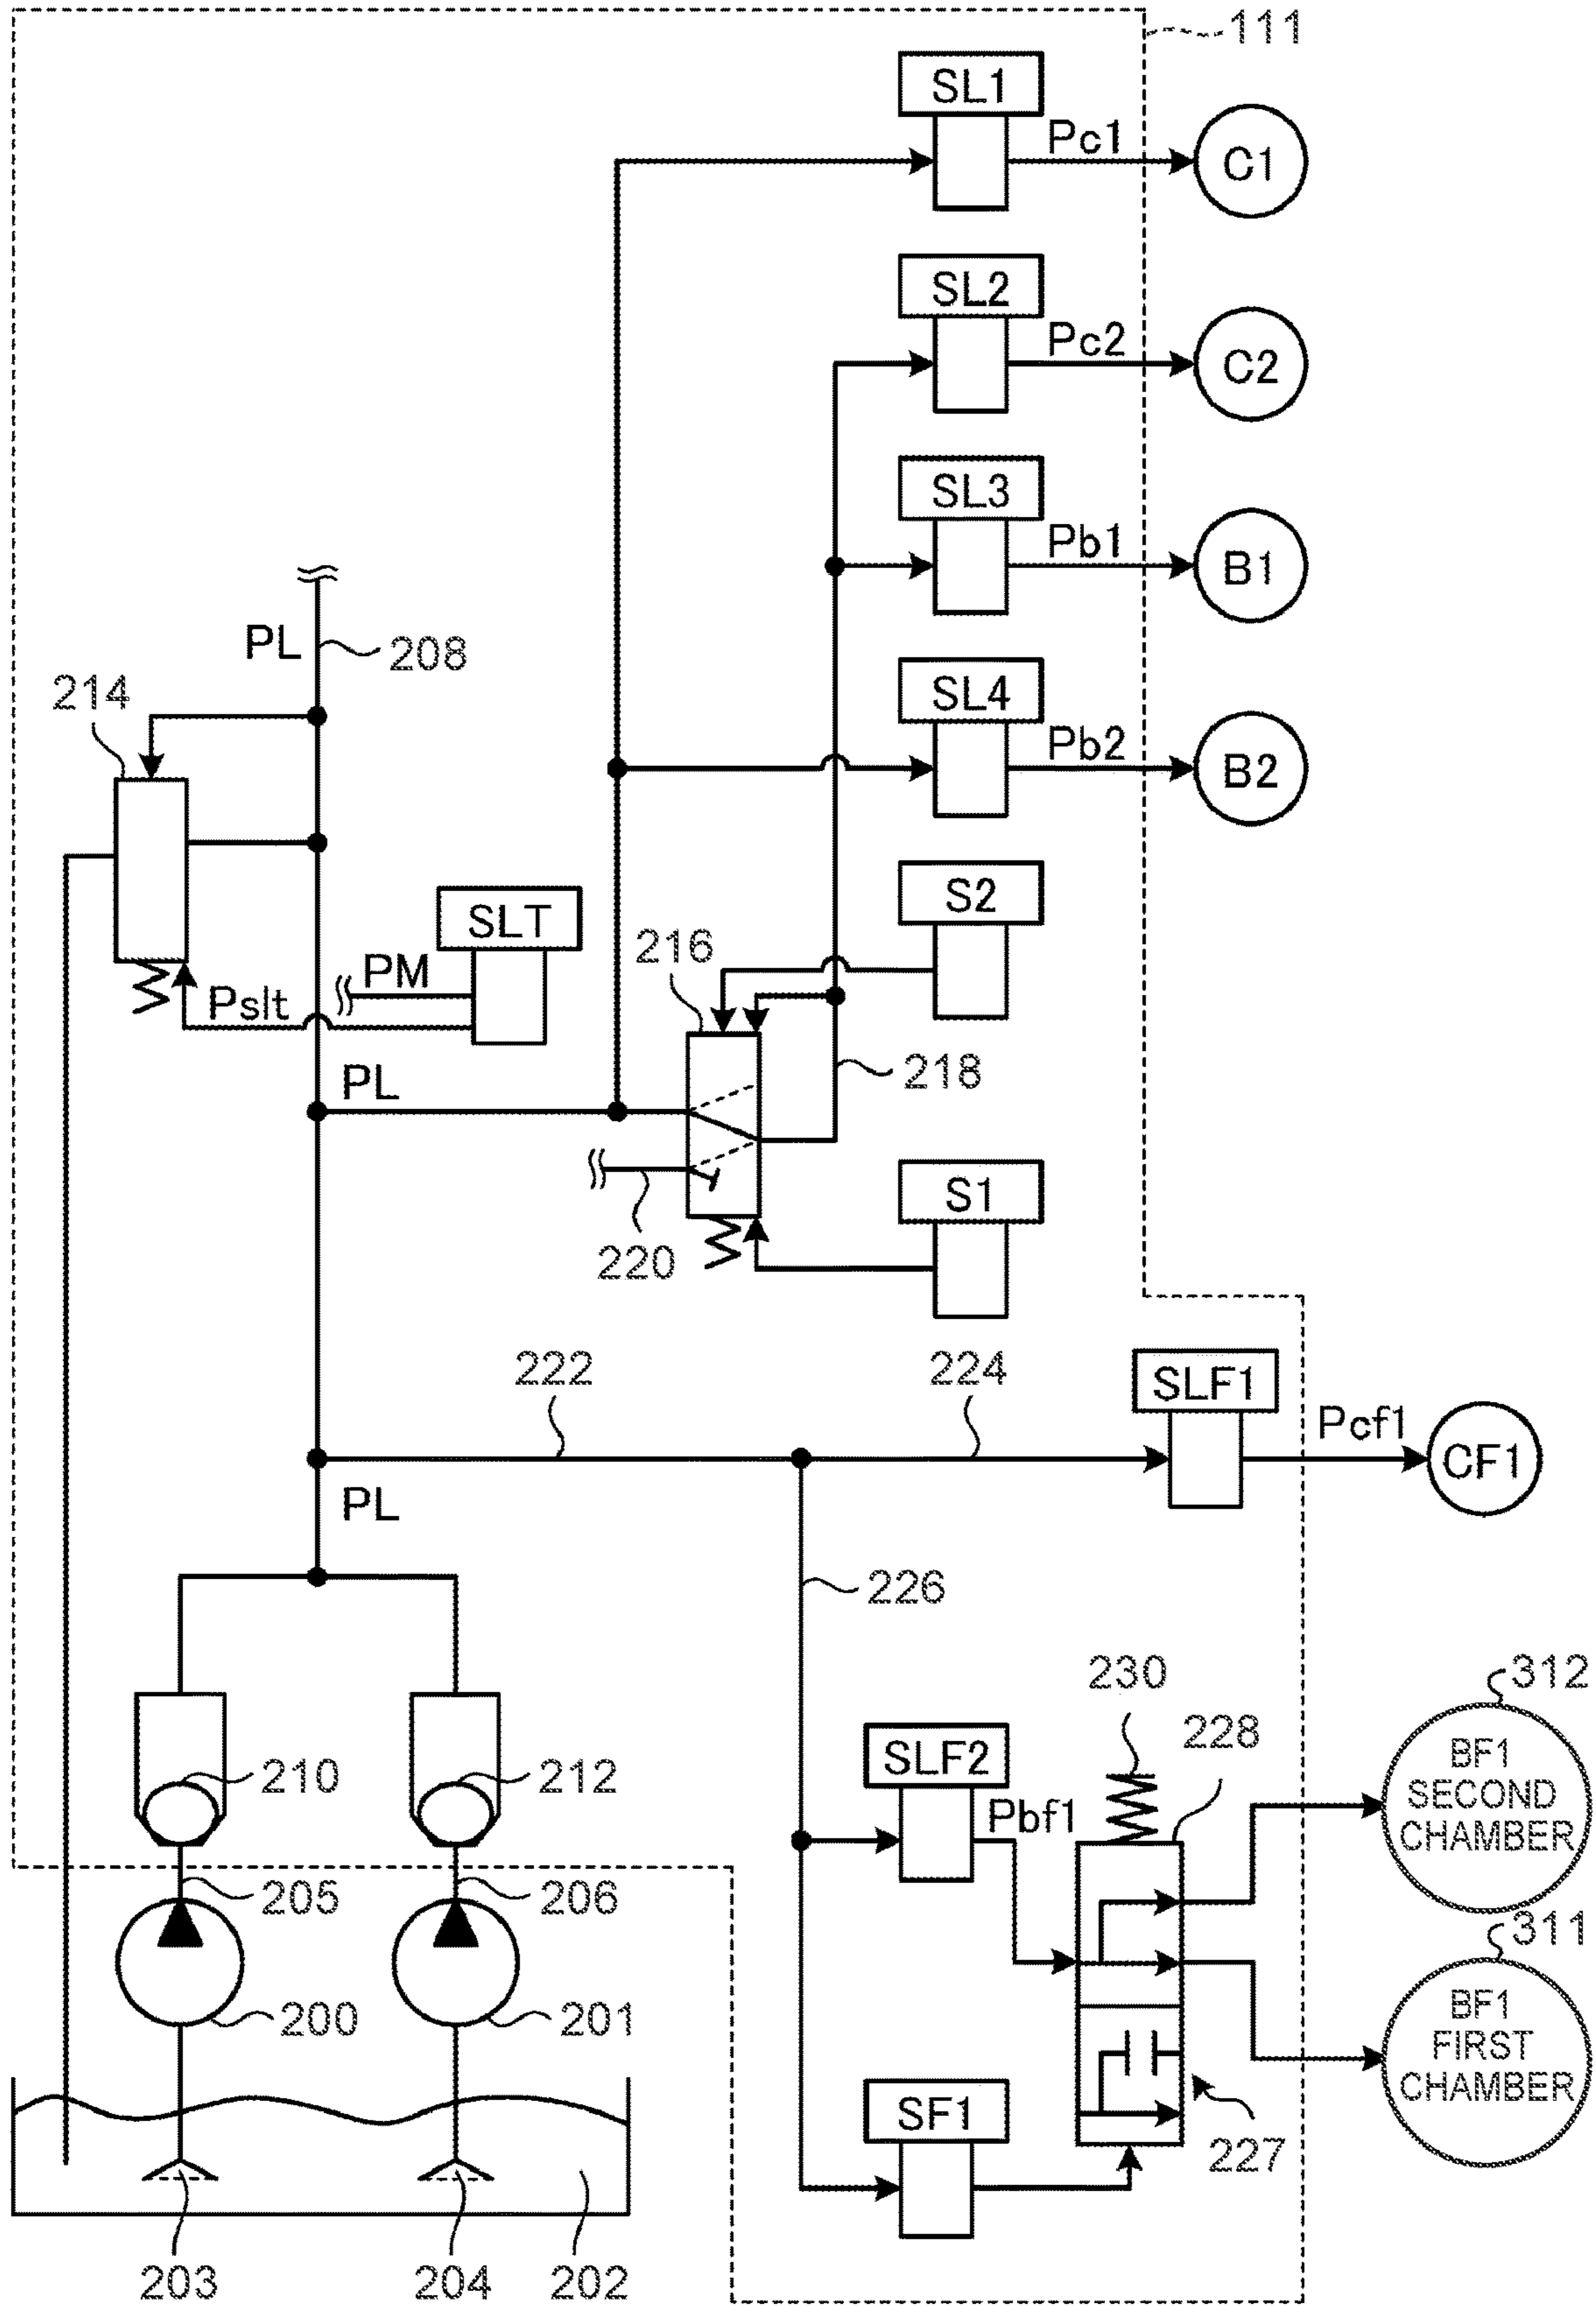 111
SL1
Pc1
C1
SL2
Pc2
C2
SL3
Pb1
B1
PL
208
214
SL4
Pb2
B2
SLT
S2
216
PM
Pslt
218
PL
S1
220
222
224
SLF1
Pcf1
CF1
PL
226
230
312
228
SLF2
BF1
SECOND
CHAMBER
210
212
Pbf1
205
206
311
200
201
BF1
FIRST
CHAMBER
SF1
227
203
204
202